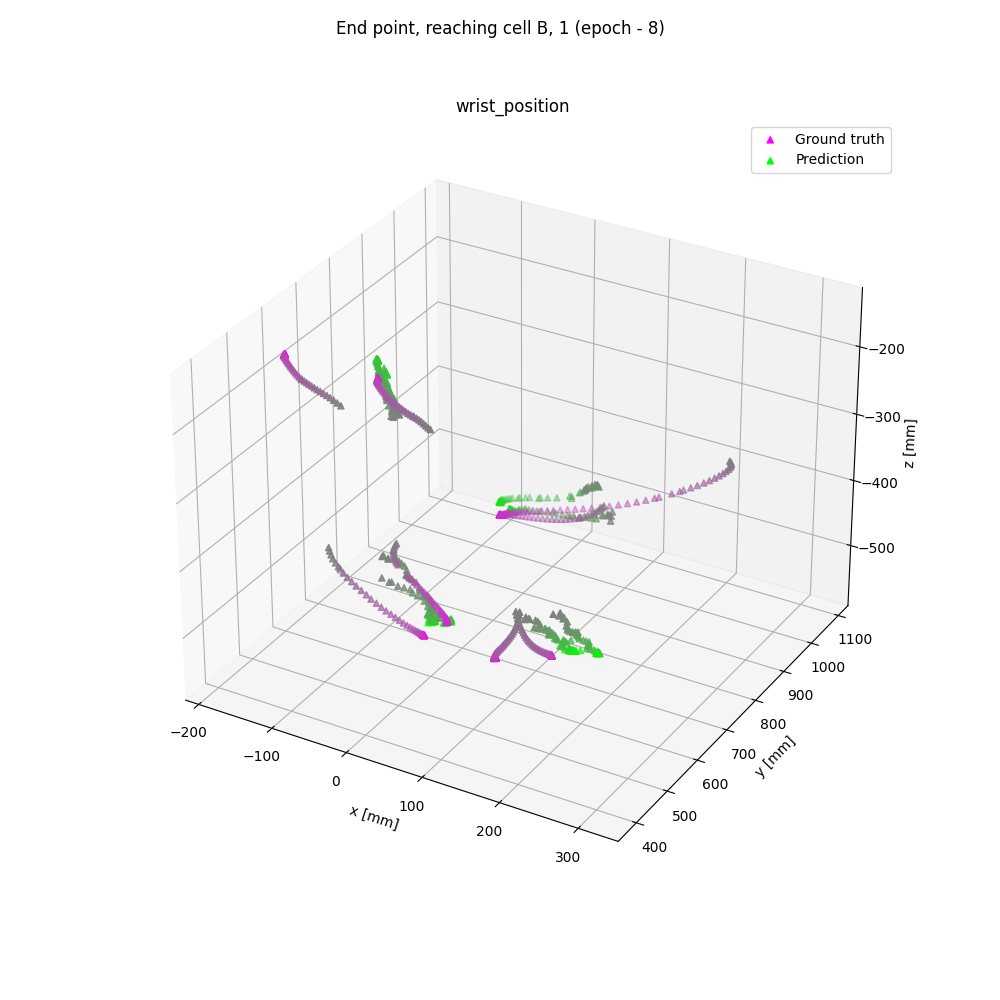 End point, reaching cell B, 1 (epoch - 8)
wrist_position
Ground truth
Prediction
−200
−300
−400
−500
z [mm]
1100
1000
900
800
700
600
500
400
y [mm]
−200
−100
0
100
200
300
x [mm]